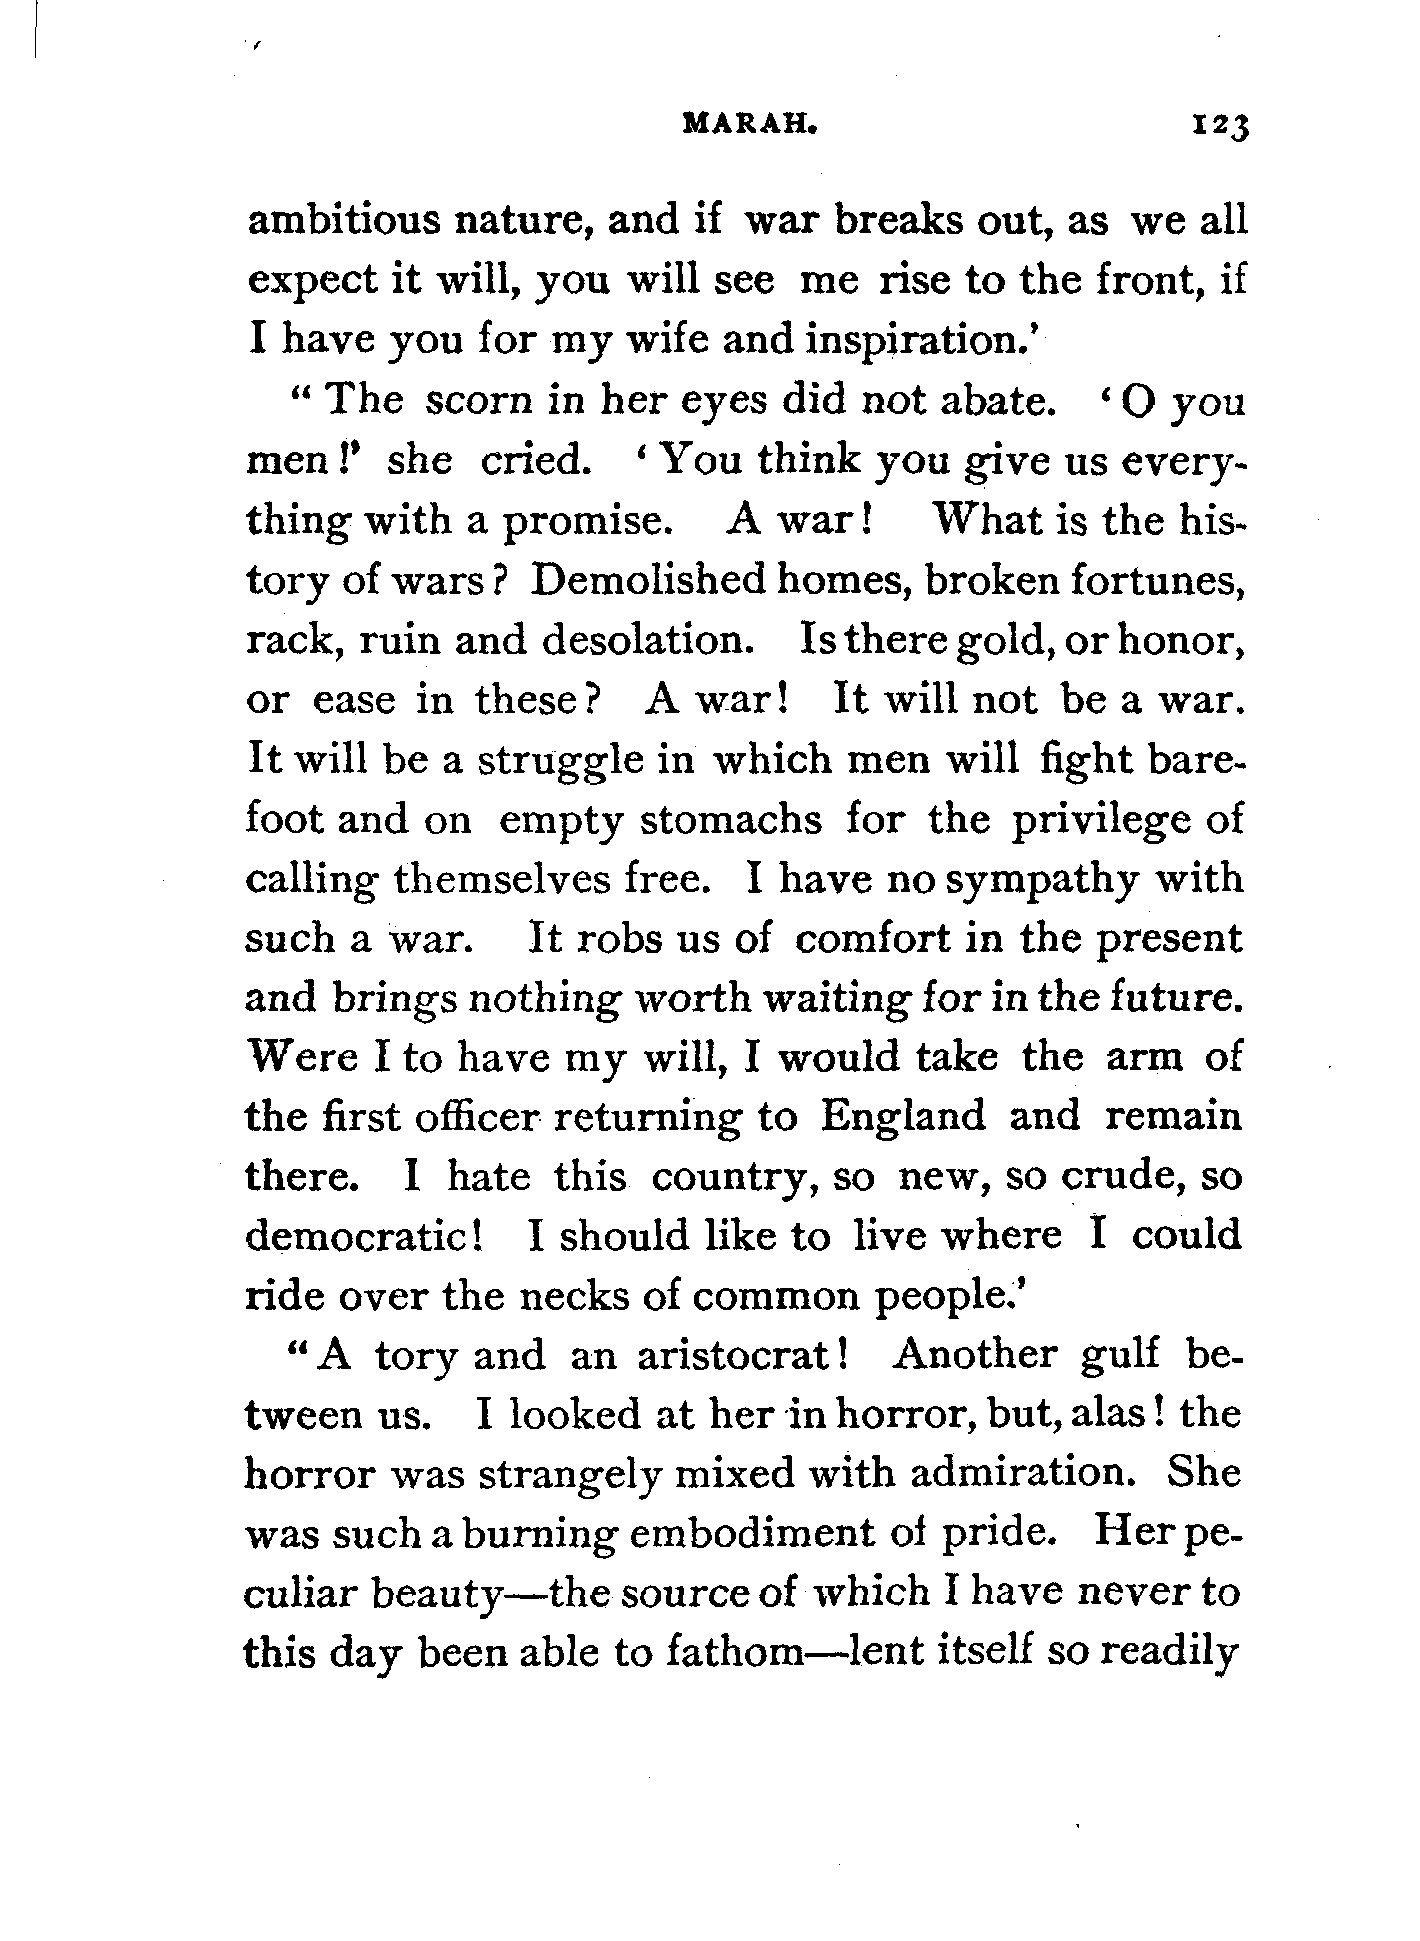 MARAH. 123
ambitious nature, and if war breaks out, as we all
expect it will, you will see me rise to the front, if
I have you for my wife and inspiration.'
“ The scorn in her eyes did not abate. ‘ O you
men !’ she cried. ‘ You think you give us every-
thing with a promise. A war ! What is the his-
tory of wars ? Demolished homes, broken fortunes,
rack, ruin and desolation. Is there gold, or honor,
or ease in these ? A war ! It will not be a war.
It will be a struggle in which men will fight bare-
foot and on empty stomachs for the privilege of
calling themselves free. I have no sympathy with
such a war. It robs us of comfort in the present
and brings nothing worth waiting for in the future.
Were I to have my will, I would take the arm of
the first officer returning to England and remain
there. I hate this country, so new, so crude, so
democratic ! I should like to live where I could
ride over the necks of common people.’
“ A tory and an aristocrat ! Another gulf be-
tween us. I looked at her in horror, but, alas ! the
horror was strangely mixed with admiration. She
was such a burning embodiment of pride. Her pe-
culiar beauty—the source of which I have never to
this day been able to fathom—lent itself so readily